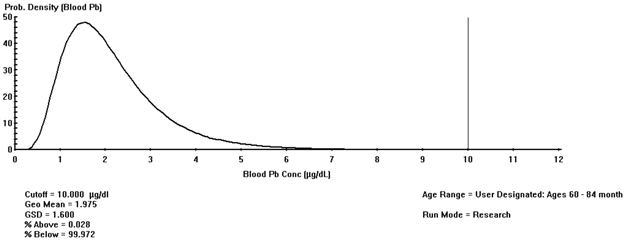 Prob. Density (Blood Pb)
50
40
30
20
10
0
0 1 2 3 4 5 6 7 8 9 10 11 12
Blood Pb Conc (µg/dL)
Cutoff = 10.000 µg/dl
Geo Mean = 1.975
GSD = 1.600
% Above = 0.028
% Below = 99.972
Age Range = User Designated: Ages 60 - 84 month
Run Mode = Research